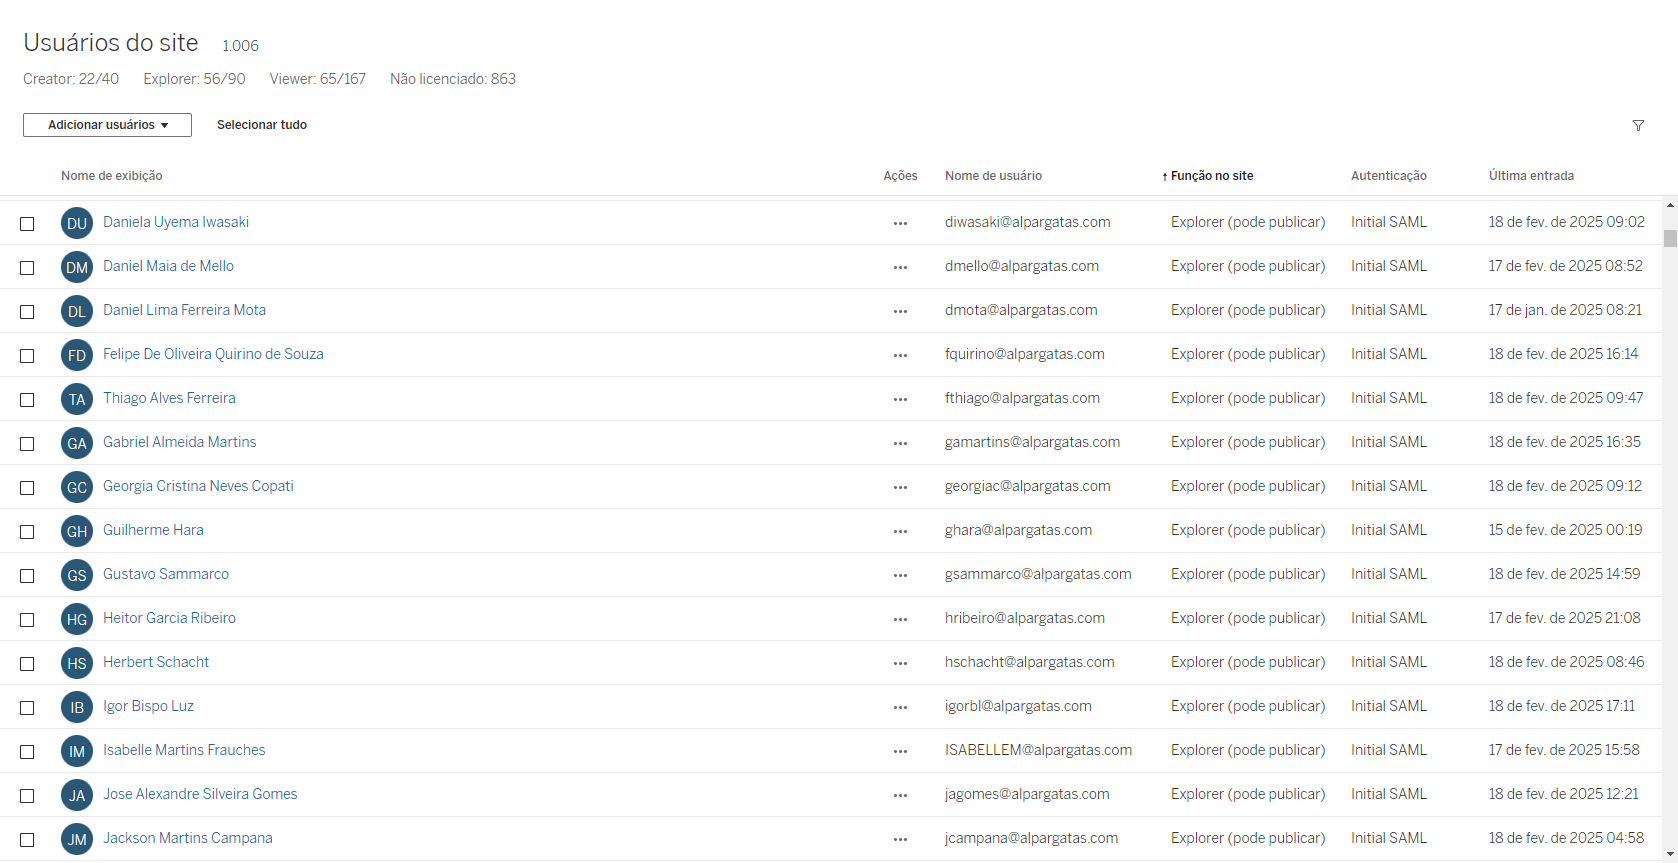 Usuários do site 1.006
Creator: 22/40 Explorer: 56/90 Viewer: 65/167 Não licenciado: 863
Adicionar usuários Selecionar tudo
Nome de exibição Ações Nome de usuário ↑ Função no site Autenticação Última entrada
DU Daniela Uyema Iwasaki ••• diwasaki@alpargatas.com Explorer (pode publicar) Initial SAML 18 de fev. de 2025 09:02
DM Daniel Maia de Mello ••• dmello@alpargatas.com Explorer (pode publicar) Initial SAML 17 de fev. de 2025 08:52
DL Daniel Lima Ferreira Mota ••• dmota@alpargatas.com Explorer (pode publicar) Initial SAML 17 de jan. de 2025 08:21
FD Felipe De Oliveira Quirino de Souza ••• fquirino@alpargatas.com Explorer (pode publicar) Initial SAML 18 de fev. de 2025 16:14
TA Thiago Alves Ferreira ••• fthiago@alpargatas.com Explorer (pode publicar) Initial SAML 18 de fev. de 2025 09:47
GA Gabriel Almeida Martins ••• gamartins@alpargatas.com Explorer (pode publicar) Initial SAML 18 de fev. de 2025 16:35
GC Georgia Cristina Neves Copati ••• georgiac@alpargatas.com Explorer (pode publicar) Initial SAML 18 de fev. de 2025 09:12
GH Guilherme Hara ••• ghara@alpargatas.com Explorer (pode publicar) Initial SAML 15 de fev. de 2025 00:19
GS Gustavo Sammarco ••• gsammarco@alpargatas.com Explorer (pode publicar) Initial SAML 18 de fev. de 2025 14:59
HG Heitor Garcia Ribeiro ••• hribeiro@alpargatas.com Explorer (pode publicar) Initial SAML 17 de fev. de 2025 21:08
HS Herbert Schacht ••• hschacht@alpargatas.com Explorer (pode publicar) Initial SAML 18 de fev. de 2025 08:46
IB Igor Bispo Luz ••• igorbl@alpargatas.com Explorer (pode publicar) Initial SAML 18 de fev. de 2025 17:11
IM Isabelle Martins Frauches ••• ISABELLEM@alpargatas.com Explorer (pode publicar) Initial SAML 17 de fev. de 2025 15:58
JA Jose Alexandre Silveira Gomes ••• jagomes@alpargatas.com Explorer (pode publicar) Initial SAML 18 de fev. de 2025 12:21
JM Jackson Martins Campana ••• jcampana@alpargatas.com Explorer (pode publicar) Initial SAML 18 de fev. de 2025 04:58